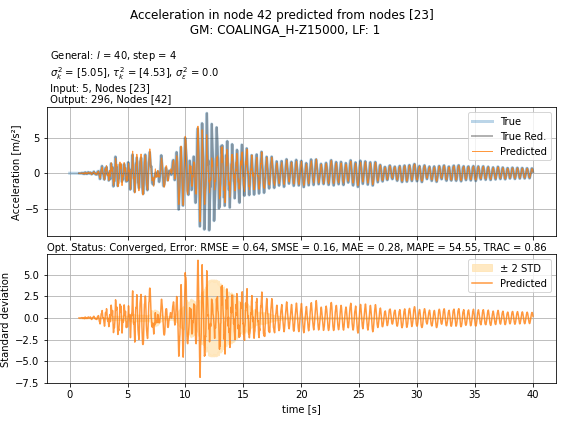 Acceleration in node 42 predicted from nodes [23]
GM: COALINGA_H-Z15000, LF: 1
General: l = 40, step = 4
σ²ₖ = [5.05], τ²ₖ = [4.53], σ²ε = 0.0
Input: 5, Nodes [23]
Output: 296, Nodes [42]
Acceleration [m/s²]
5
0
−5
True
True Red.
Predicted
Opt. Status: Converged, Error: RMSE = 0.64, SMSE = 0.16, MAE = 0.28, MAPE = 54.55, TRAC = 0.86
Standard deviation
5.0
2.5
0.0
−2.5
−5.0
−7.5
± 2 STD
Predicted
0 5 10 15 20 25 30 35 40
time [s]